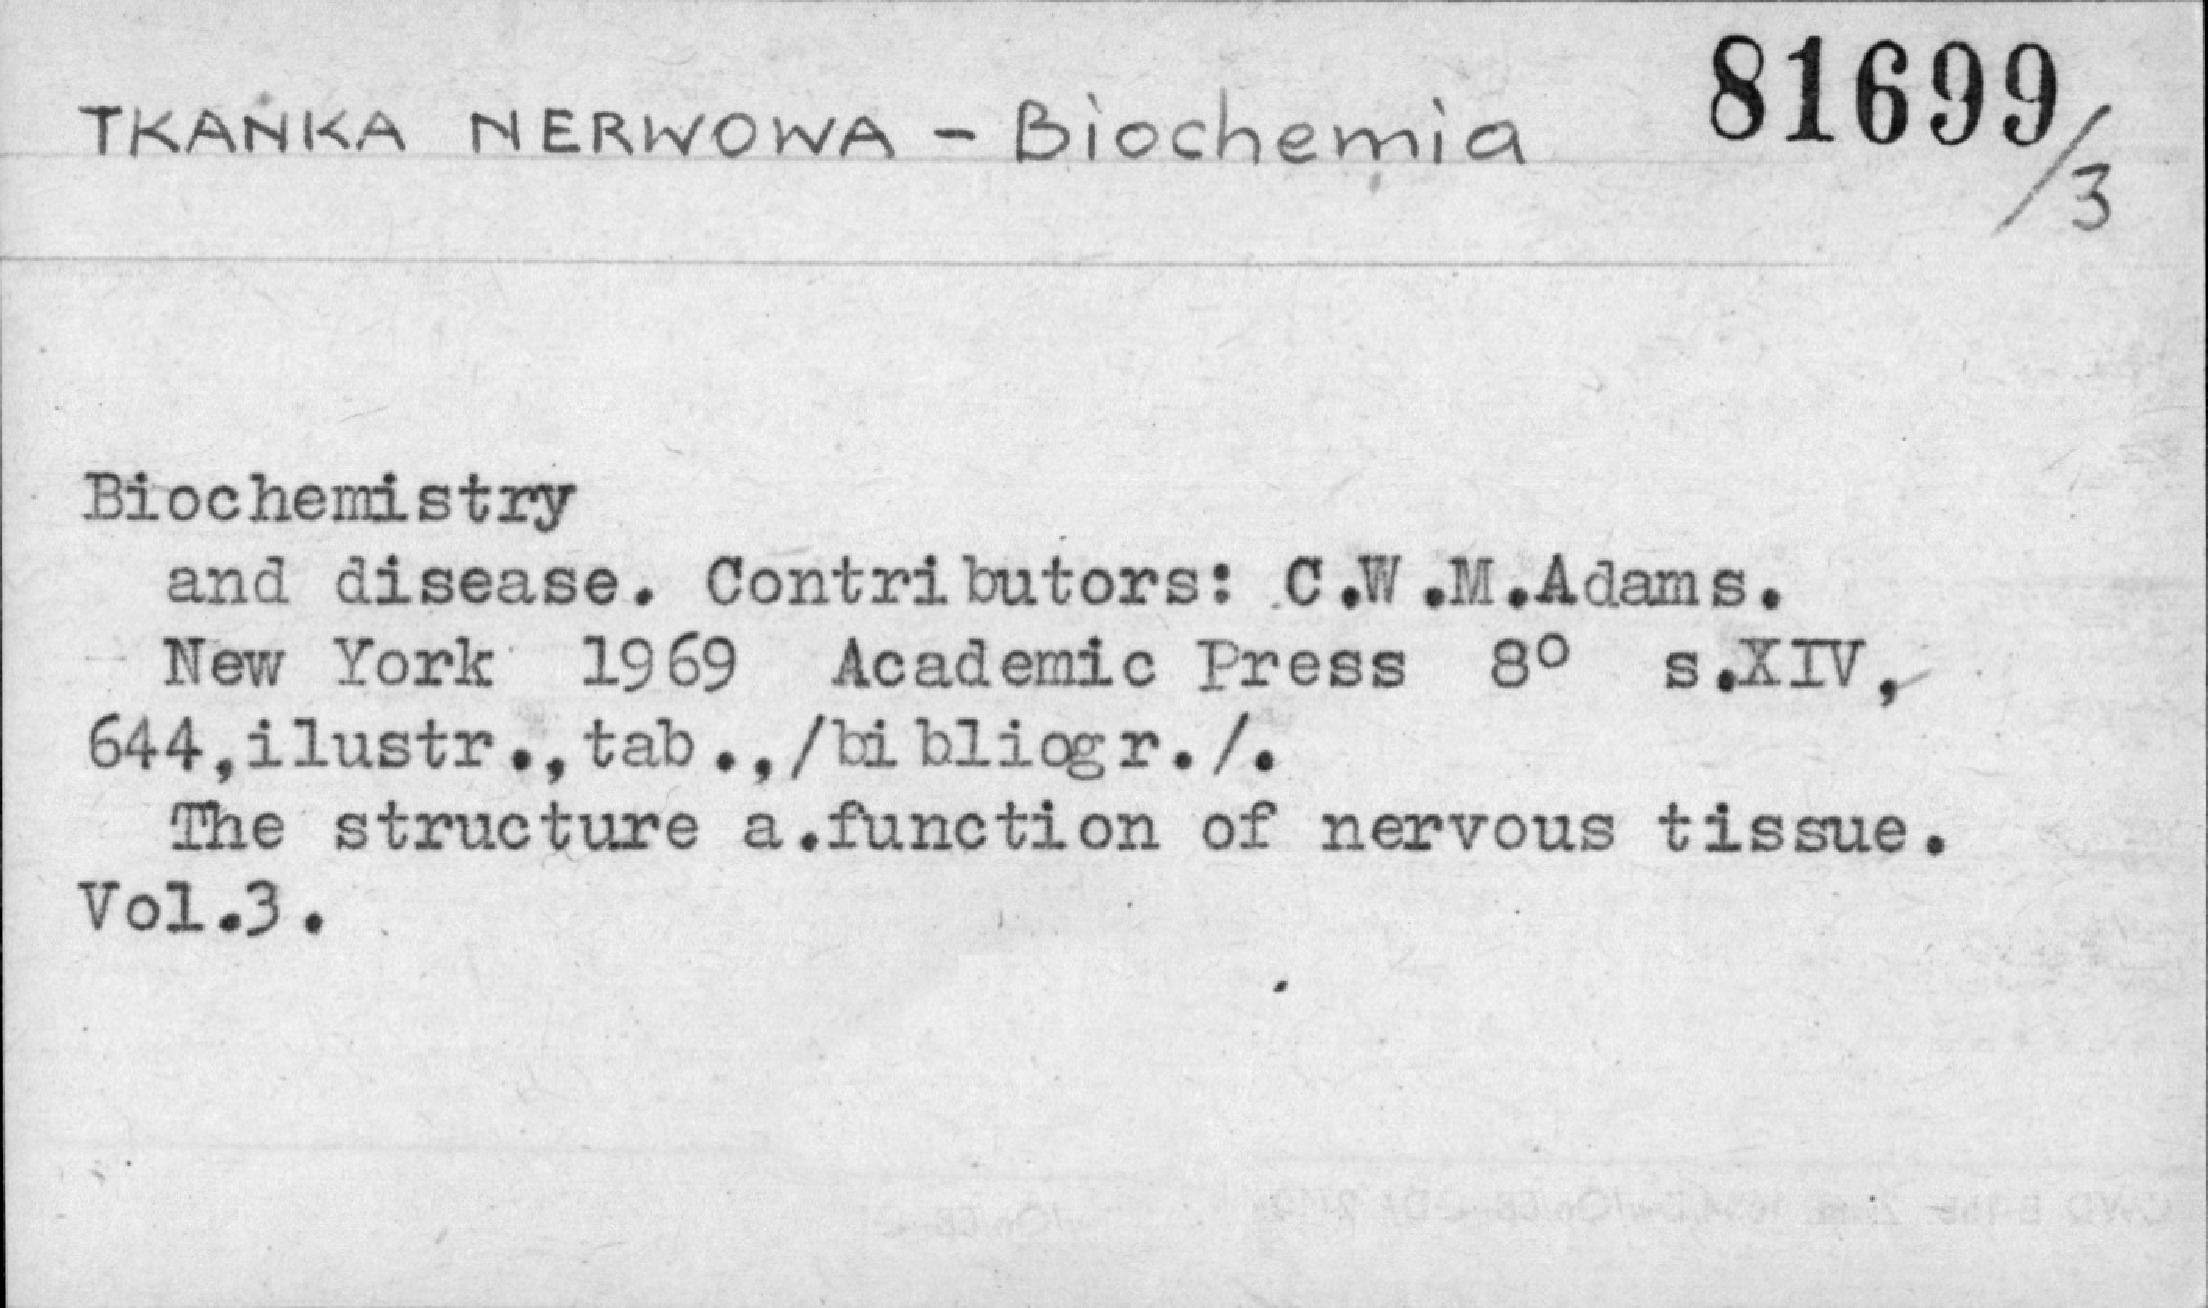 TKANKA NERWOWA - Biochemia 81699/3
Biochemistry
and disease. Contributors: C.W.M.Adams.
New York 1969 Academic Press 8º s.XIV,
644,ilustr.,tab.,/bibliogr./.
The structure a.function of nervous tissue.
Vol.3.